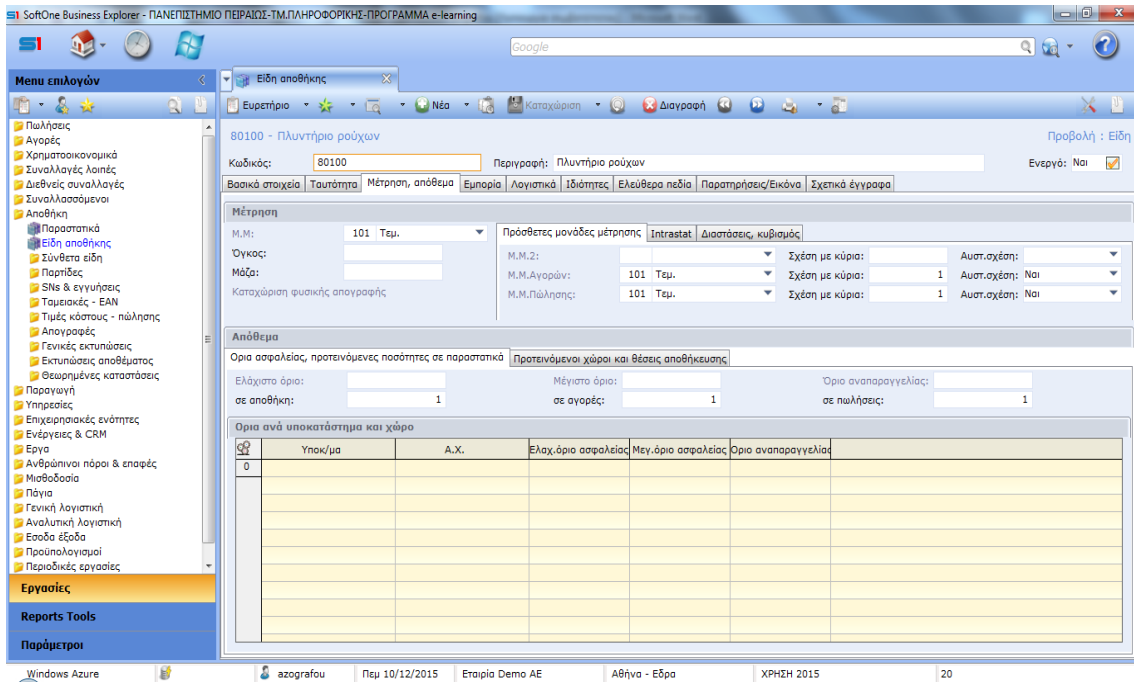 S1 SoftOne Business Explorer - ΠΑΝΕΠΙΣΤΗΜΙΟ ΠΕΙΡΑΙΩΣ-ΤΜ.ΠΛΗΡΟΦΟΡΙΚΗΣ-ΠΡΟΓΡΑΜΜΑ e-learning
S1 Google
Menu επιλογών
Είδη αποθήκης
Ευρετήριο Νέα Καταχώριση Διαγραφή
Πωλήσεις
Αγορές
Χρηματοοικονομικά
Συναλλαγές λοιπές
Διεθνείς συναλλαγές
Συναλλασσόμενοι
Αποθήκη
Παραστατικά
Είδη αποθήκης
Σύνθετα είδη
Παρτίδες
SNs & εγγυήσεις
Ταμειακές - EAN
Τιμές κόστους - πώλησης
Απογραφές
Γενικές εκτυπώσεις
Εκτυπώσεις αποθέματος
Θεωρημένες καταστάσεις
Παραγωγή
Υπηρεσίες
Επιχειρησιακές ενότητες
Ενέργειες & CRM
Εργα
Ανθρώπινοι πόροι & επαφές
Μισθοδοσία
Πάγια
Γενική λογιστική
Αναλυτική λογιστική
Εσοδα έξοδα
Προϋπολογισμοί
Περιοδικές εργασίες
Εργασίες
Reports Tools
Παράμετροι
80100 - Πλυντήριο ρούχων Προβολή : Είδη
Κωδικός: 80100 Περιγραφή: Πλυντήριο ρούχων Ενεργό: Ναι
Βασικά στοιχεία Ταυτότητα Μέτρηση, απόθεμα Εμπορία Λογιστικά Ιδιότητες Ελεύθερα πεδία Παρατηρήσεις/Εικόνα Σχετικά έγγραφα
Μέτρηση
Μ.Μ: 101 Τεμ.
Όγκος:
Μάζα:
Καταχώριση φυσικής απογραφής
Πρόσθετες μονάδες μέτρησης Intrastat Διαστάσεις, κυβισμός
Μ.Μ.2: Σχέση με κύρια: Αυστ.σχέση:
Μ.Μ.Αγορών: 101 Τεμ. Σχέση με κύρια: 1 Αυστ.σχέση: Ναι
Μ.Μ.Πώλησης: 101 Τεμ. Σχέση με κύρια: 1 Αυστ.σχέση: Ναι
Απόθεμα
Ορια ασφαλείας, προτεινόμενες ποσότητες σε παραστατικά Προτεινόμενοι χώροι και θέσεις αποθήκευσης
Ελάχιστο όριο: Μέγιστο όριο: Όριο αναπαραγγελίας:
σε αποθήκη: 1 σε αγορές: 1 σε πωλήσεις: 1
Ορια ανά υποκατάστημα και χώρο
Υποκ/μα Α.Χ. Ελαχ.όριο ασφαλείας Μεγ.όριο ασφαλείας Οριο αναπαραγγελίας
0
Windows Azure azografou Πεμ 10/12/2015 Εταιρία Demo ΑΕ Αθήνα - Εδρα ΧΡΗΣΗ 2015 20